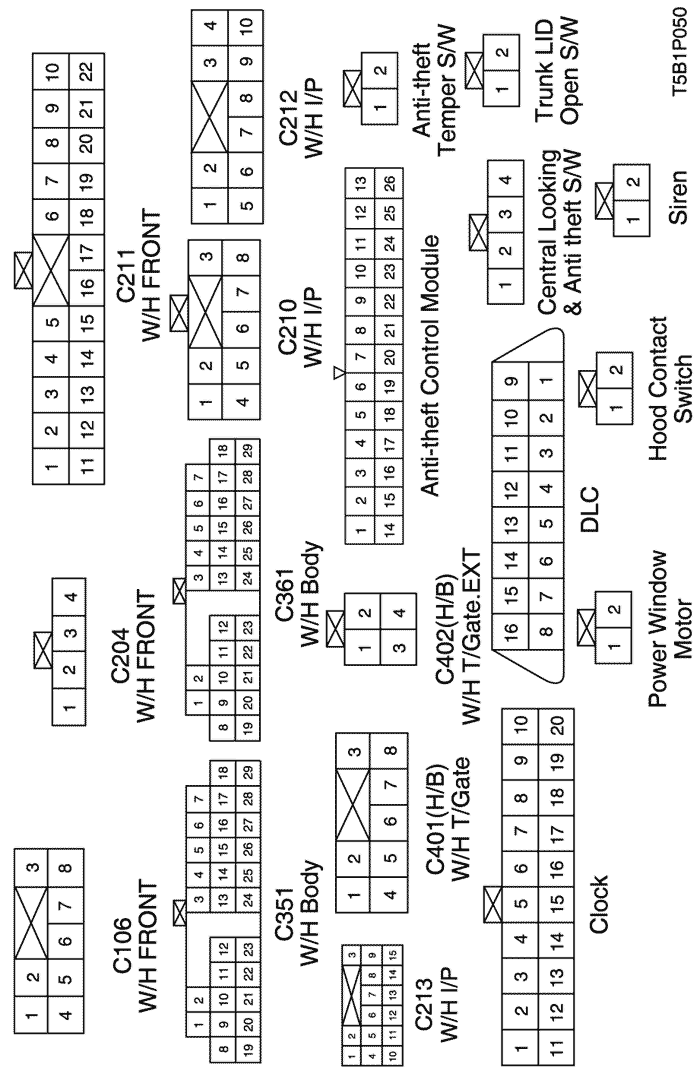 1 2 3
4 5 6 7 8
C106
W/H FRONT
1 2 3 4
C204
W/H FRONT
1 2 3 4 5 6 7 8 9 10
11 12 13 14 15 16 17 18 19 20 21 22
C211
W/H FRONT
1 2 3 4 5 6 7
8 9 10 11 12 13 14 15 16 17 18
19 20 21 22 23 24 25 26 27 28 29
C351
W/H Body
1 2 3 4 5 6 7
8 9 10 11 12 13 14 15 16 17 18
19 20 21 22 23 24 25 26 27 28 29
C361
W/H Body
1 2 3
4 5 6 7 8
C210
W/H I/P
1 2 3 4
5 6 7 8 9 10
C212
W/H I/P
1 2 3
4 5 6 7 8 9
10 11 12 13 14 15
C213
W/H I/P
1 2 3
4 5 6 7 8
C401(H/B)
W/H T/Gate
1 2
3 4
C402(H/B)
W/H T/Gate.EXT
1 2 3 4 5 6 7 8 9 10 11 12 13
14 15 16 17 18 19 20 21 22 23 24 25 26
Anti-theft Control Module
1 2
Anti-theft
Temper S/W
1 2 3 4 5 6 7 8 9 10
11 12 13 14 15 16 17 18 19 20
Clock
16 15 14 13 12 11 10 9
8 7 6 5 4 3 2 1
DLC
1 2 3 4
Central Looking
& Anti theft S/W
1 2
Trunk LID
Open S/W
1 2
Power Window
Motor
1 2
Hood Contact
Switch
1 2
Siren
T5B1P050